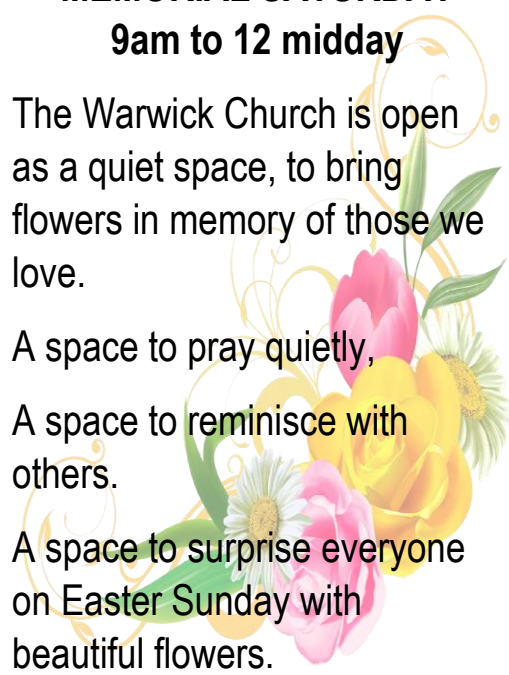 MEMORIAL SATURDAY
9am to 12 midday
The Warwick Church is open
as a quiet space, to bring
flowers in memory of those we
love.
A space to pray quietly,
A space to reminisce with
others.
A space to surprise everyone
on Easter Sunday with
beautiful flowers.